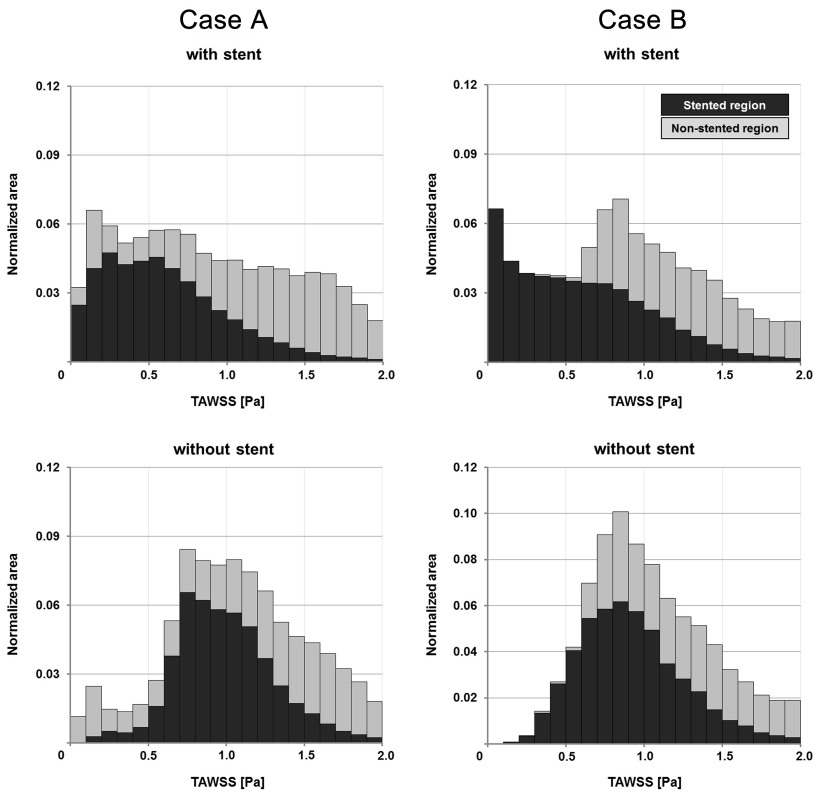 Case A
Case B
with stent
with stent
0.12
0.09
0.06
0.03
Normalized area
0
0.5
1.0
1.5
2.0
TAWSS [Pa]
0.12
0.09
0.06
0.03
Normalized area
Stented region
Non-stented region
0
0.5
1.0
1.5
2.0
TAWSS [Pa]
without stent
without stent
0.12
0.09
0.06
0.03
Normalized area
0
0.5
1.0
1.5
2.0
TAWSS [Pa]
0.12
0.10
0.08
0.06
0.04
0.02
Normalized area
0
0.5
1.0
1.5
2.0
TAWSS [Pa]